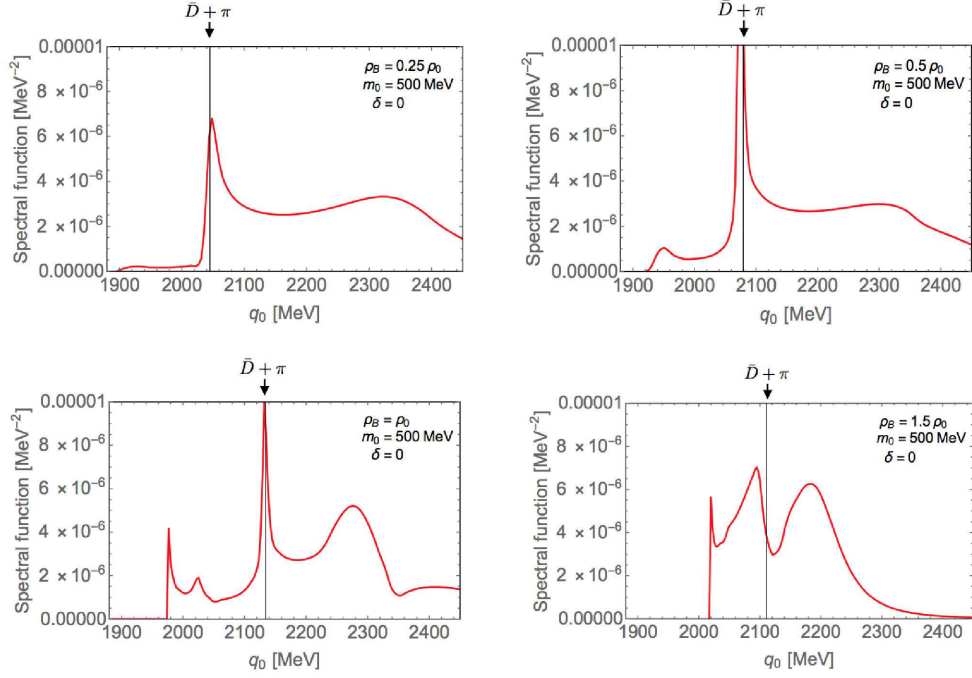 D̄ + π
Spectral function [MeV⁻²]
0.00001
8 × 10⁻⁶
6 × 10⁻⁶
4 × 10⁻⁶
2 × 10⁻⁶
0.00000
ρB = 0.25 ρ0
m0 = 500 MeV
δ = 0
1900 2000 2100 2200 2300 2400
q0 [MeV]
D̄ + π
Spectral function [MeV⁻²]
0.00001
8 × 10⁻⁶
6 × 10⁻⁶
4 × 10⁻⁶
2 × 10⁻⁶
0.00000
ρB = 0.5 ρ0
m0 = 500 MeV
δ = 0
1900 2000 2100 2200 2300 2400
q0 [MeV]
D̄ + π
Spectral function [MeV⁻²]
0.00001
8 × 10⁻⁶
6 × 10⁻⁶
4 × 10⁻⁶
2 × 10⁻⁶
0.00000
ρB = ρ0
m0 = 500 MeV
δ = 0
1900 2000 2100 2200 2300 2400
q0 [MeV]
D̄ + π
Spectral function [MeV⁻²]
0.00001
8 × 10⁻⁶
6 × 10⁻⁶
4 × 10⁻⁶
2 × 10⁻⁶
0.00000
ρB = 1.5 ρ0
m0 = 500 MeV
δ = 0
1900 2000 2100 2200 2300 2400
q0 [MeV]